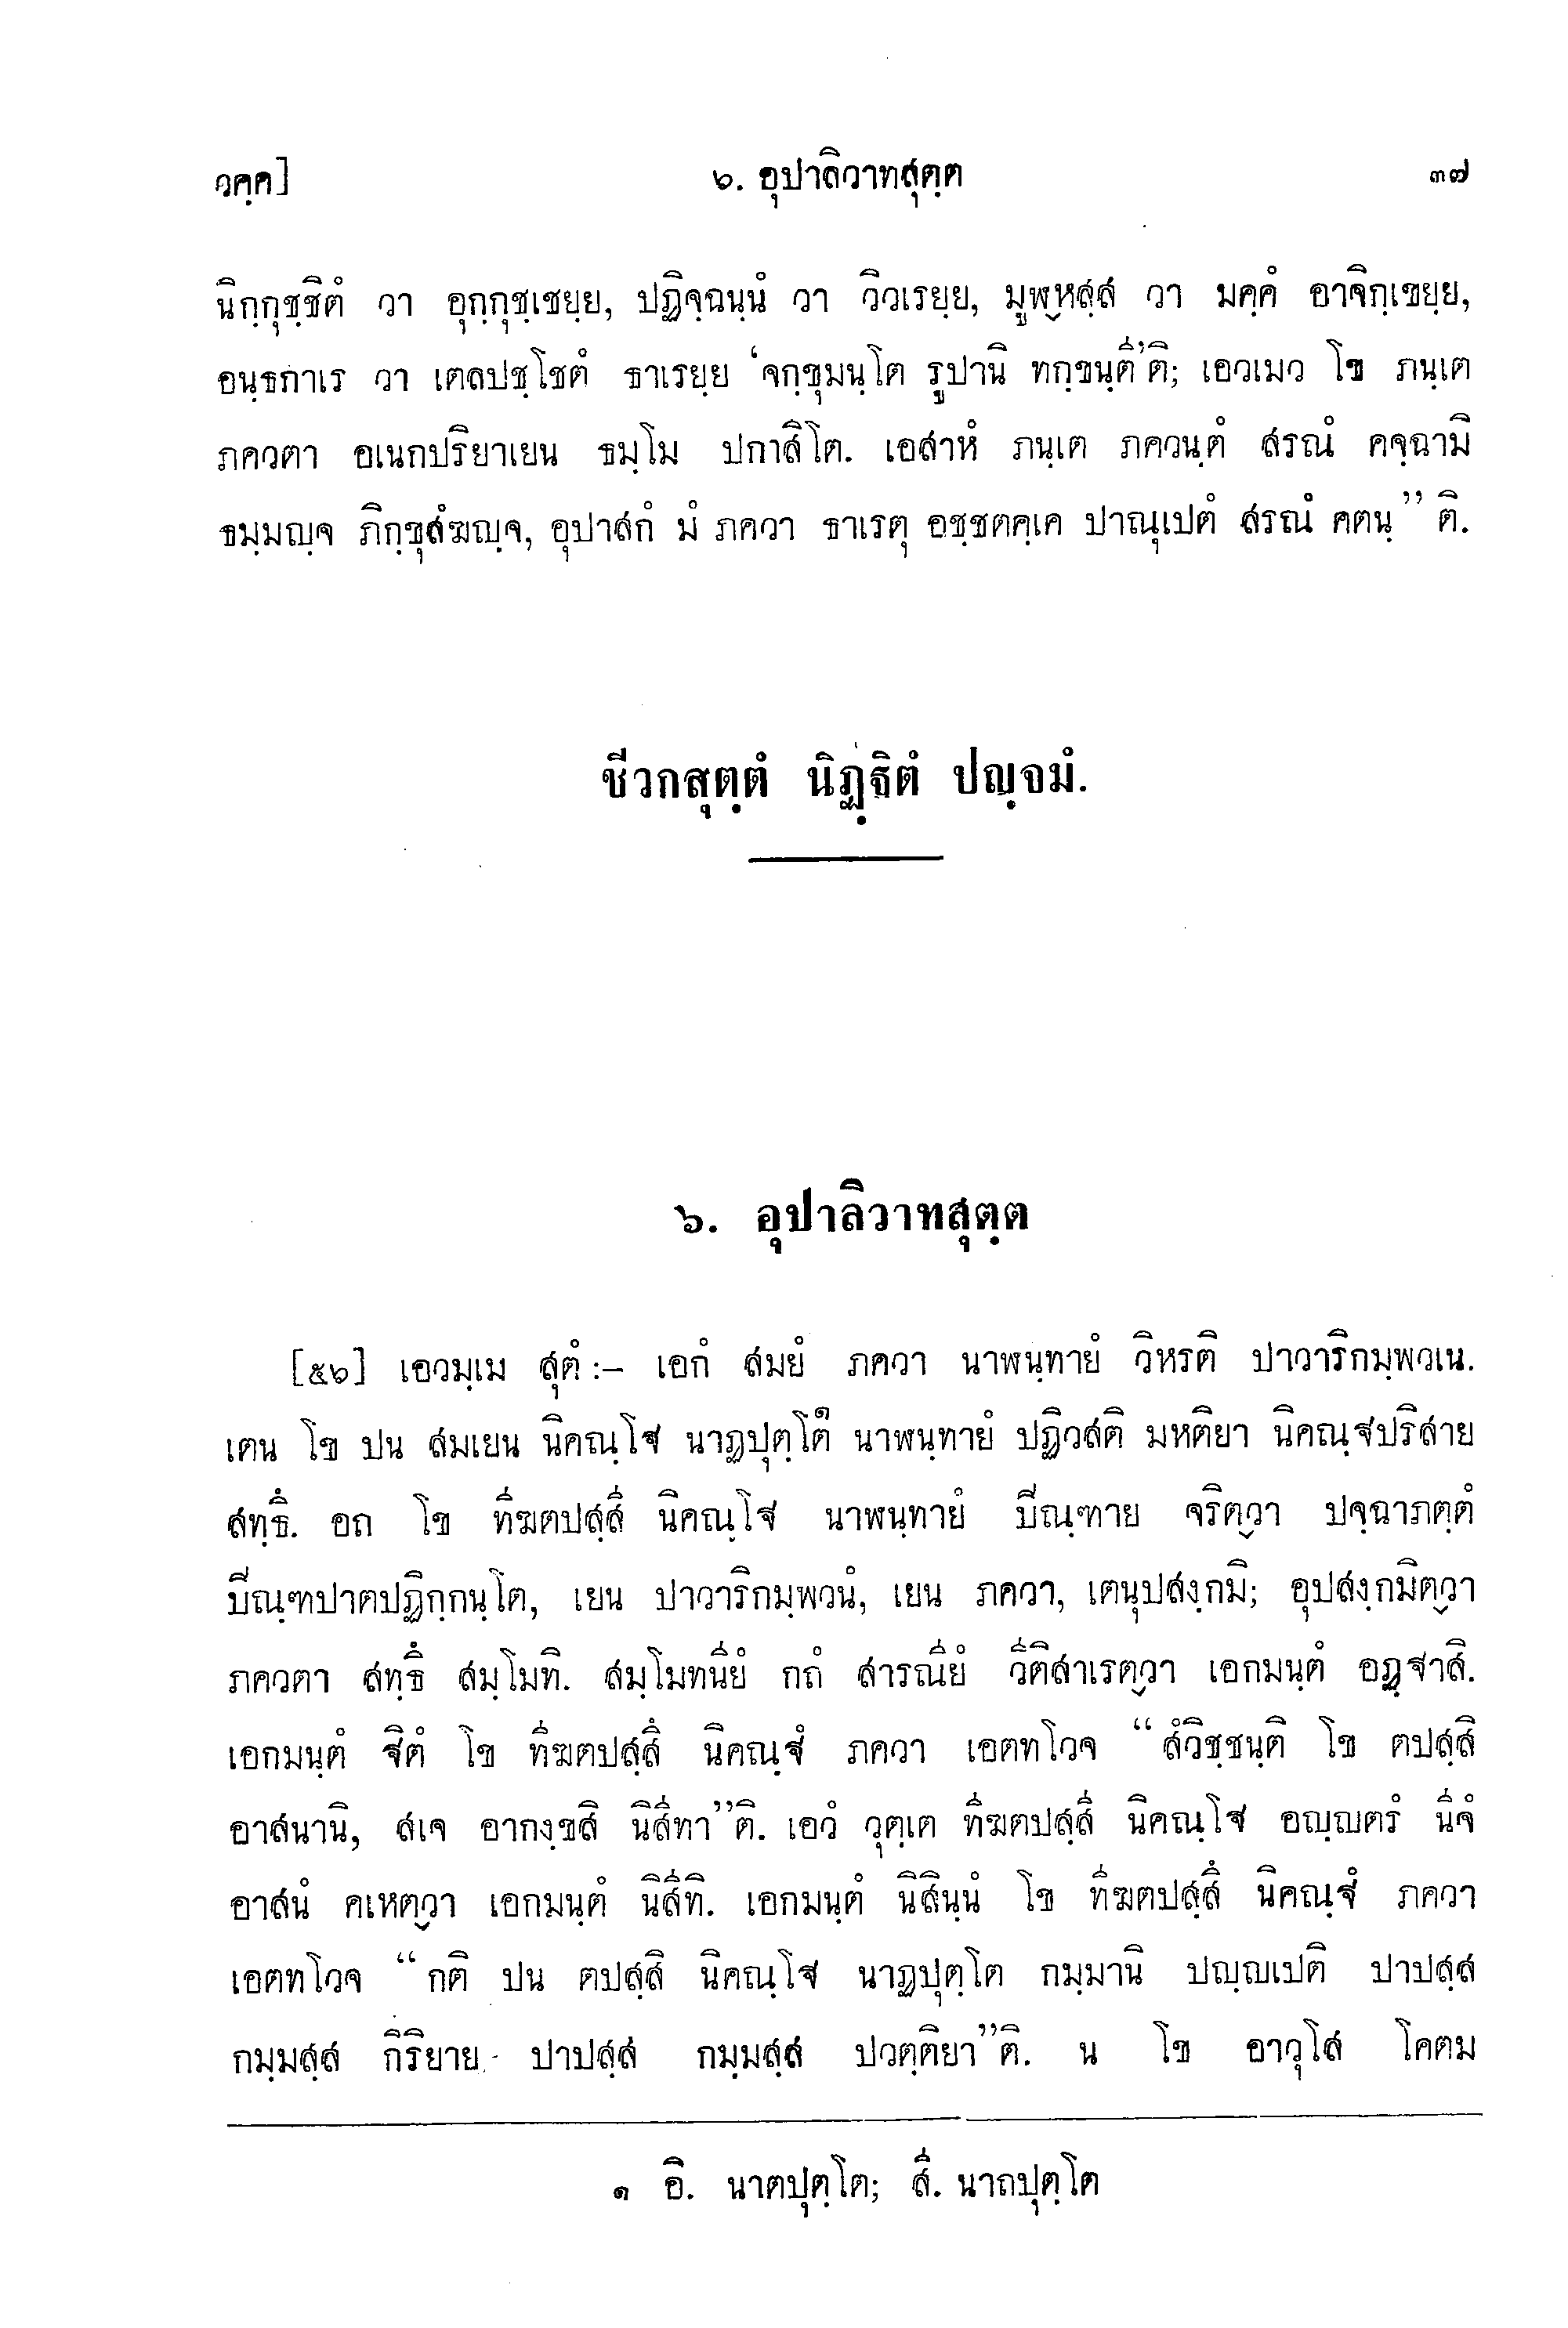 วคฺค]
๖. อุปาลิวาทสุตฺต
๓๗
นิกฺกุชฺชิตํ วา อุกฺกุชฺเชยฺย, ปฏิจฺฉนฺนํ วา วิวเรยฺย, มูฬฺหสฺส วา มคฺคํ อาจิกฺเขยฺย,
อนฺธกาเร วา เตลปชฺโชตํ ธาเรยฺย ‘จกฺขุมนฺโต รูปานิ ทกฺขนฺตี’ติ; เอวเมว โข ภนฺเต
ภควตา อเนกปริยาเยน ธมฺโม ปกาสิโต. เอสาหํ ภนฺเต ภควนฺตํ สรณํ คจฺฉามิ
ธมฺมญฺจ ภิกฺขุสํฆญฺจ, อุปาสกํ มํ ภควา ธาเรตุ อชฺชตคฺเค ปาณุเปตํ สรณํ คตนฺ” ติ.
ชีวกสุตฺตํ นิฏฺฐิตํ ปญฺจมํ.
๖. อุปาลิวาทสุตฺต
[๕๖] เอวมฺเม สุตํ :– เอกํ สมยํ ภควา นาฬนฺทายํ วิหรติ ปาวาริกมฺพวเน.
เตน โข ปน สมเยน นิคณฺโฐ นาฏปุตฺโต๑ นาฬนฺทายํ ปฏิวสติ มหติยา นิคณฺฐปริสาย
สทฺธึ. อถ โข ทีฆตปสฺสี นิคณฺโฐ นาฬนฺทายํ ปิณฺฑาย จริตฺวา ปจฺฉาภตฺตํ
ปิณฺฑปาตปฏิกฺกนฺโต, เยน ปาวาริกมฺพวนํ, เยน ภควา, เตนุปสงฺกมิ; อุปสงฺกมิตฺวา
ภควตา สทฺธึ สมฺโมทิ. สมฺโมทนียํ กถํ สารณียํ วีติสาเรตฺวา เอกมนฺตํ อฏฺฐาสิ.
เอกมนฺตํ ฐิตํ โข ทีฆตปสฺสึ นิคณฺฐํ ภควา เอตทโวจ “สํวิชฺชนฺติ โข ตปสฺสิ
อาสนานิ, สเจ อากงฺขสิ นิสีทา”ติ. เอวํ วุตฺเต ทีฆตปสฺสี นิคณฺโฐ อญฺญตรํ นีจํ
อาสนํ คเหตฺวา เอกมนฺตํ นิสีทิ. เอกมนฺตํ นิสินฺนํ โข ทีฆตปสฺสึ นิคณฺฐํ ภควา
เอตทโวจ “กติ ปน ตปสฺสิ นิคณฺโฐ นาฏปุตฺโต กมฺมานิ ปญฺญเปติ ปาปสฺส
กมฺมสฺส กิริยาย ปาปสฺส กมฺมสฺส ปวตฺติยา”ติ. น โข อาวุโส โคตม
๑ อิ. นาตปุตฺโต; สี. นาถปุตฺโต